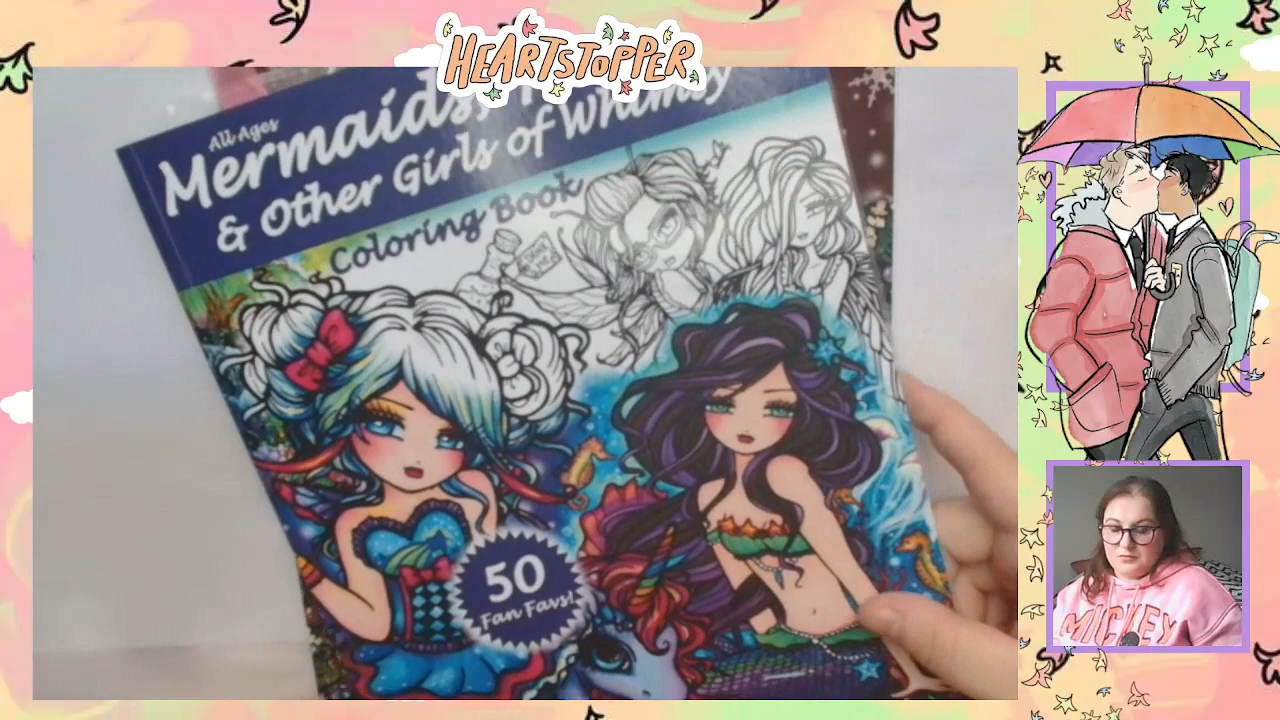 HEARTSTOPPER
All Ages
Mermaids,
& Other Girls of Whimsy
Coloring Book
50
Fan Favs!
MICKEY